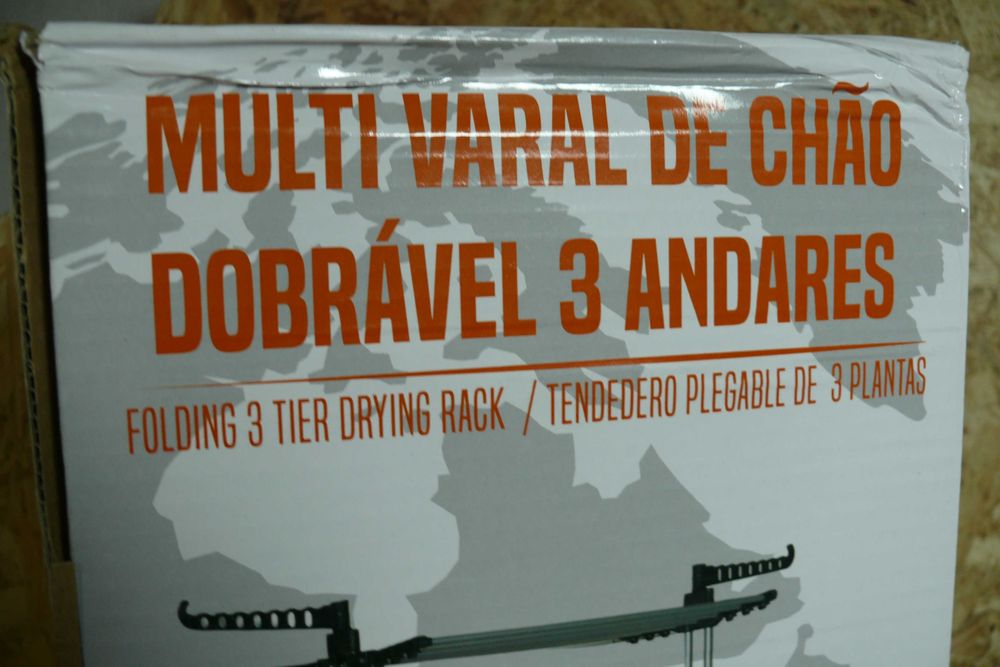 MULTI VARAL DE CHÃO
DOBRÁVEL 3 ANDARES
FOLDING 3 TIER DRYING RACK / TENDEDERO PLEGABLE DE 3 PLANTAS